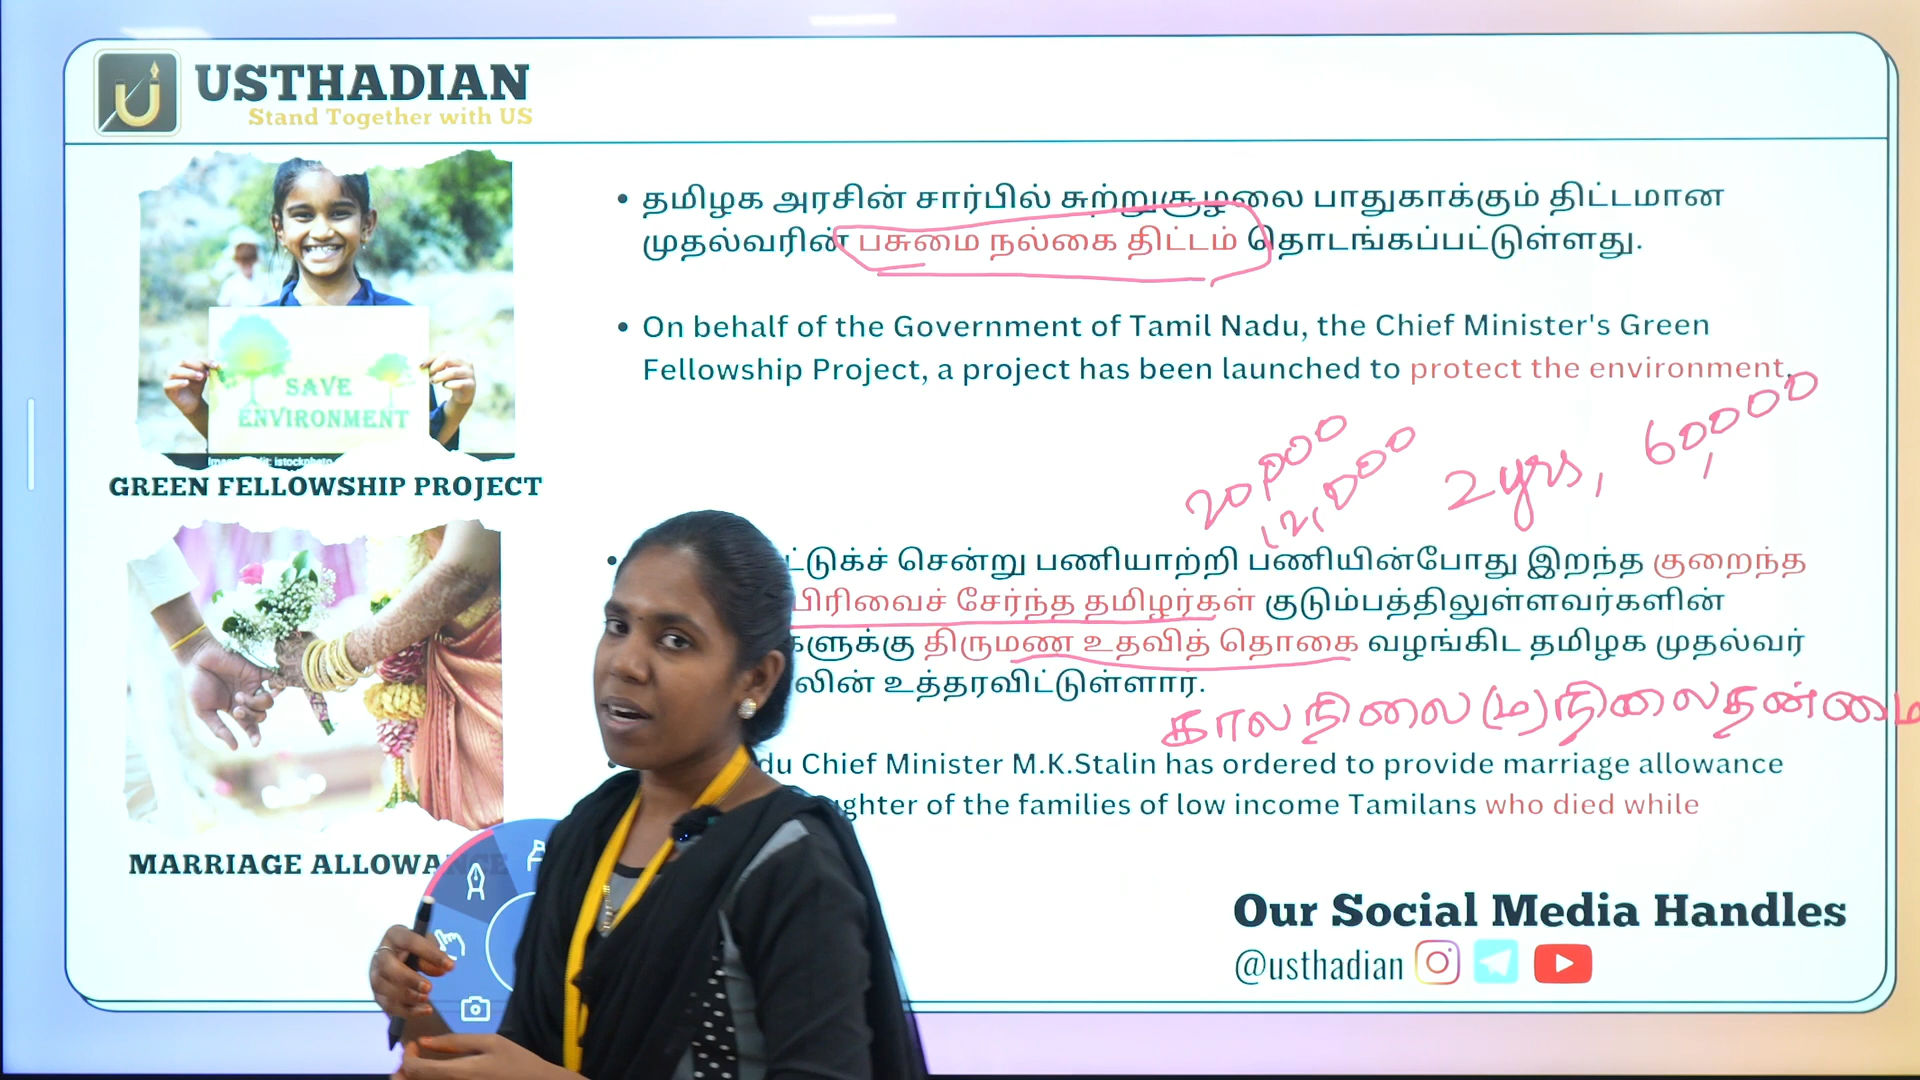 USTHADIAN
Stand Together with US
தமிழக அரசின் சார்பில் சுற்றுசூழலை பாதுகாக்கும் திட்டமான
முதல்வரின் பசுமை நல்கை திட்டம் தொடங்கப்பட்டுள்ளது.
On behalf of the Government of Tamil Nadu, the Chief Minister's Green
Fellowship Project, a project has been launched to protect the environment.
SAVE
ENVIRONMENT
GREEN FELLOWSHIP PROJECT
20,000
12,000
2 yrs, 60,000
சென்று பணியாற்றி பணியின்போது இறந்த குறைந்த
சேர்ந்த தமிழர்கள் குடும்பத்திலுள்ளவர்களின்
திருமண உதவித் தொகை வழங்கிட தமிழக முதல்வர்
உத்தரவிட்டுள்ளார்.
காலநிலை (ம) நிலைதன்மை
Chief Minister M.K.Stalin has ordered to provide marriage allowance
of the families of low income Tamilans who died while
MARRIAGE ALLOWANCE
Our Social Media Handles
@usthadian